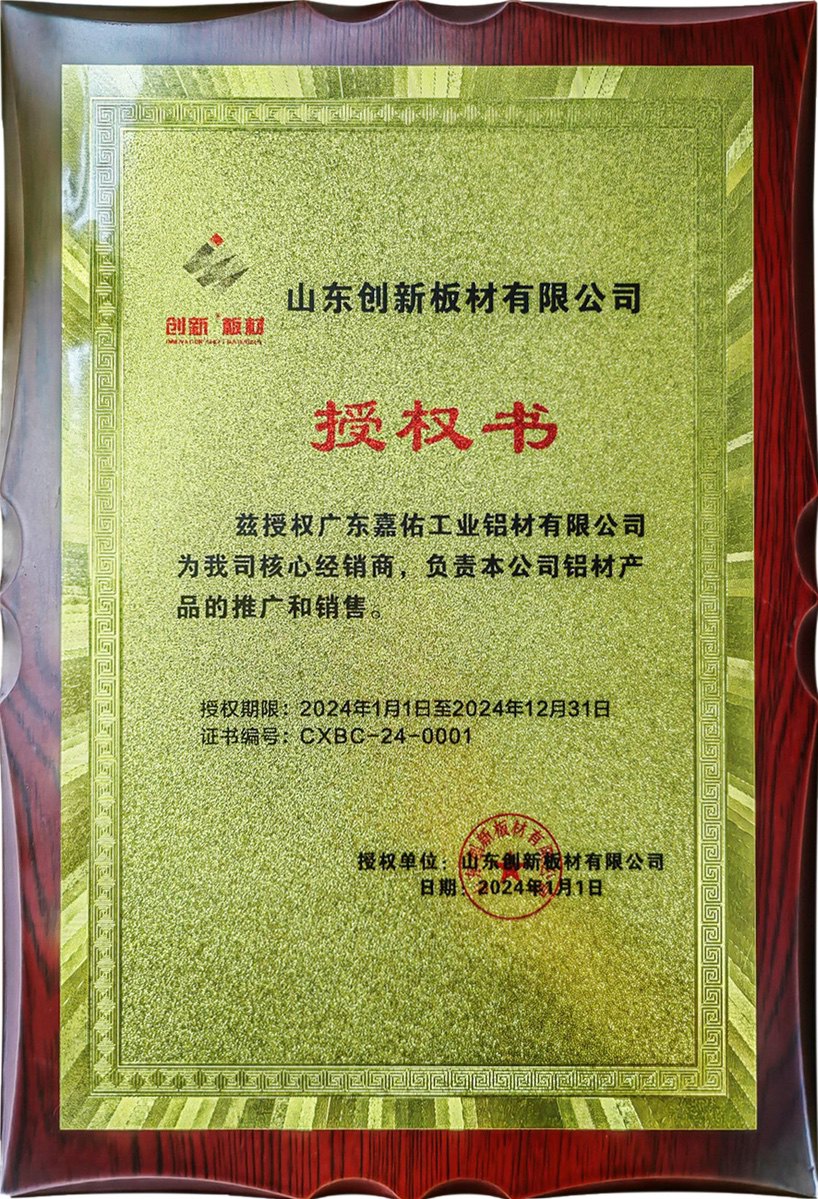 创新板材
山东创新板材有限公司
授权书
兹授权广东嘉佑工业铝材有限公司
为我司核心经销商，负责本公司铝材产
品的推广和销售。
授权期限：2024年1月1日至2024年12月31日
证书编号：CXBC-24-0001
授权单位：山东创新板材有限公司
日期：2024年1月1日